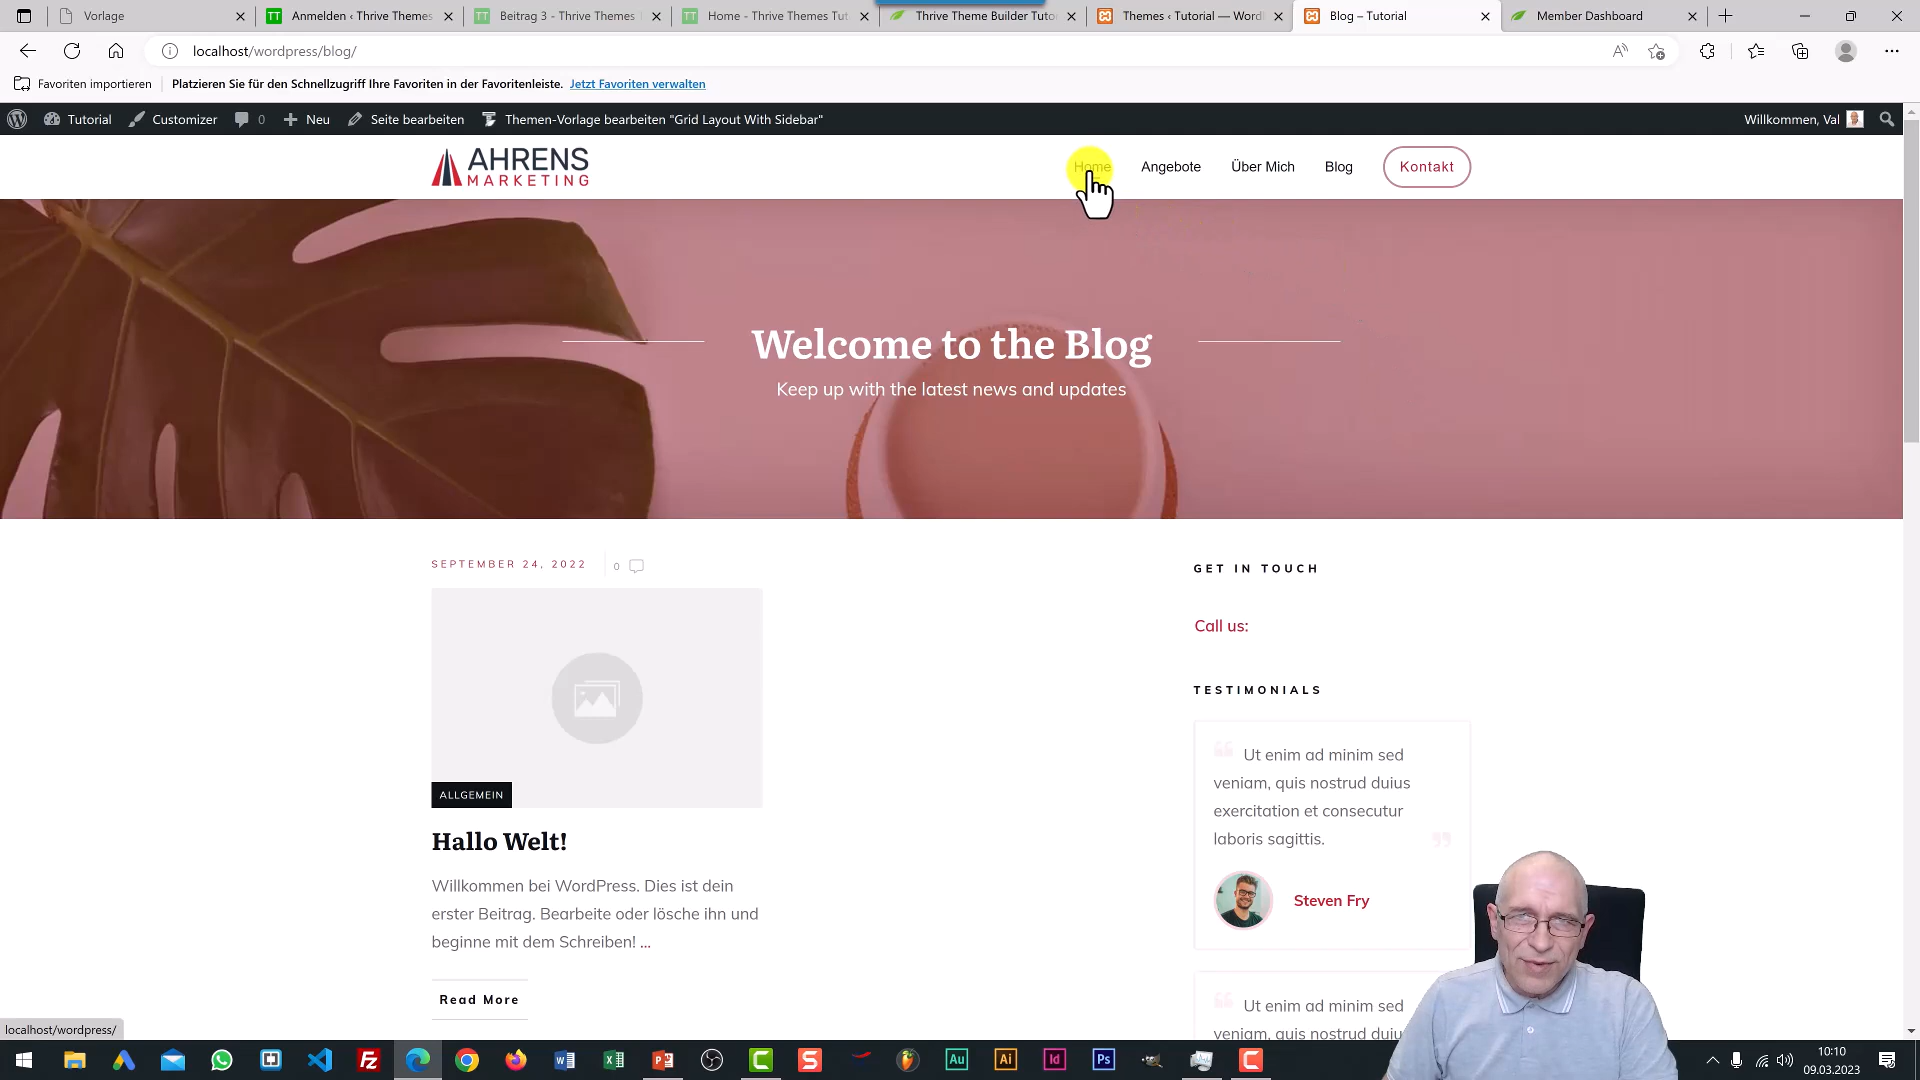 Vorlage
Anmelden ‹ Thrive Themes
Beitrag 3 - Thrive Themes
Home - Thrive Themes Tut
Thrive Theme Builder Tuto
Themes ‹ Tutorial — Word
Blog – Tutorial
Member Dashboard
localhost/wordpress/blog/
Favoriten importieren
Platzieren Sie für den Schnellzugriff Ihre Favoriten in der Favoritenleiste. Jetzt Favoriten verwalten
Tutorial
Customizer
0
Neu
Seite bearbeiten
Themen-Vorlage bearbeiten "Grid Layout With Sidebar"
Willkommen, Val
AHRENS
MARKETING
Home
Angebote
Über Mich
Blog
Kontakt
Welcome to the Blog
Keep up with the latest news and updates
SEPTEMBER 24, 2022
0
ALLGEMEIN
Hallo Welt!
Willkommen bei WordPress. Dies ist dein
erster Beitrag. Bearbeite oder lösche ihn und
beginne mit dem Schreiben! ...
Read More
GET IN TOUCH
Call us:
TESTIMONIALS
Ut enim ad minim sed
veniam, quis nostrud duius
exercitation et consecutur
laboris sagittis.
Steven Fry
Ut enim ad minim sed
veniam, quis nostrud duiu
localhost/wordpress/
10:10
09.03.2023